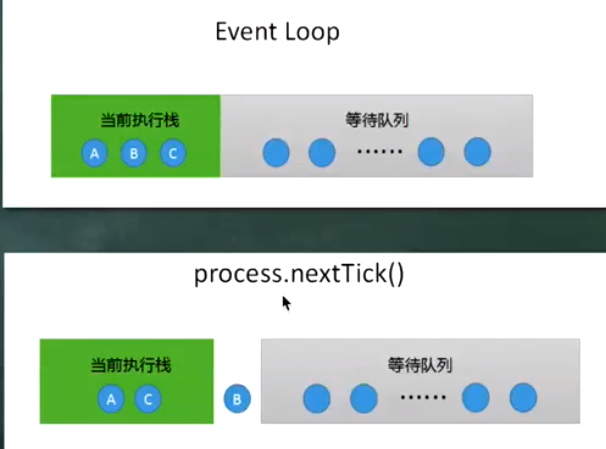 Event Loop
当前执行栈 等待队列
A B C ······
process.nextTick()
当前执行栈 等待队列
A C B ······